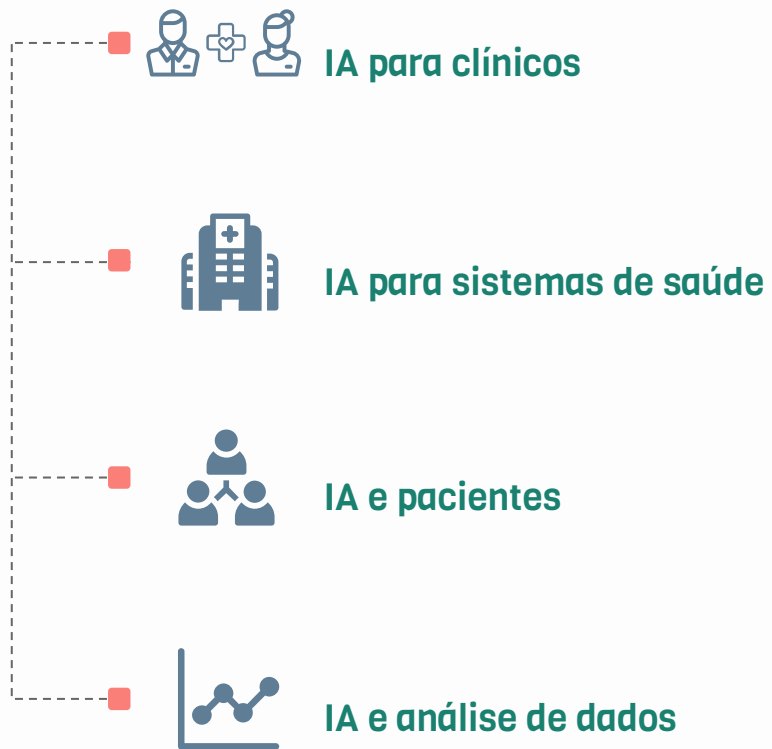 IA para clínicos
IA para sistemas de saúde
IA e pacientes
IA e análise de dados